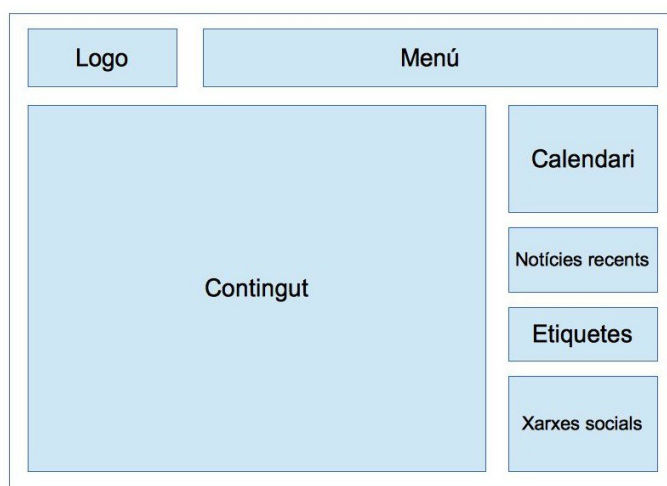 Logo
Menú
Contingut
Calendari
Notícies recents
Etiquetes
Xarxes socials